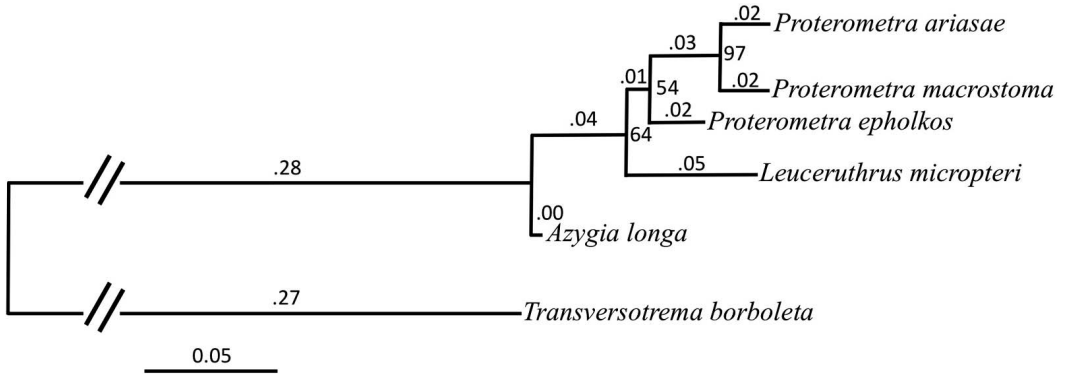 .02 Proterometra ariasae
.03
97
.01 .02 Proterometra macrostoma
54
.02 Proterometra epholkos
.04
64
.05 Leuceruthrus micropteri
.28
.00
Azygia longa
.27
Transversotrema borboleta
0.05